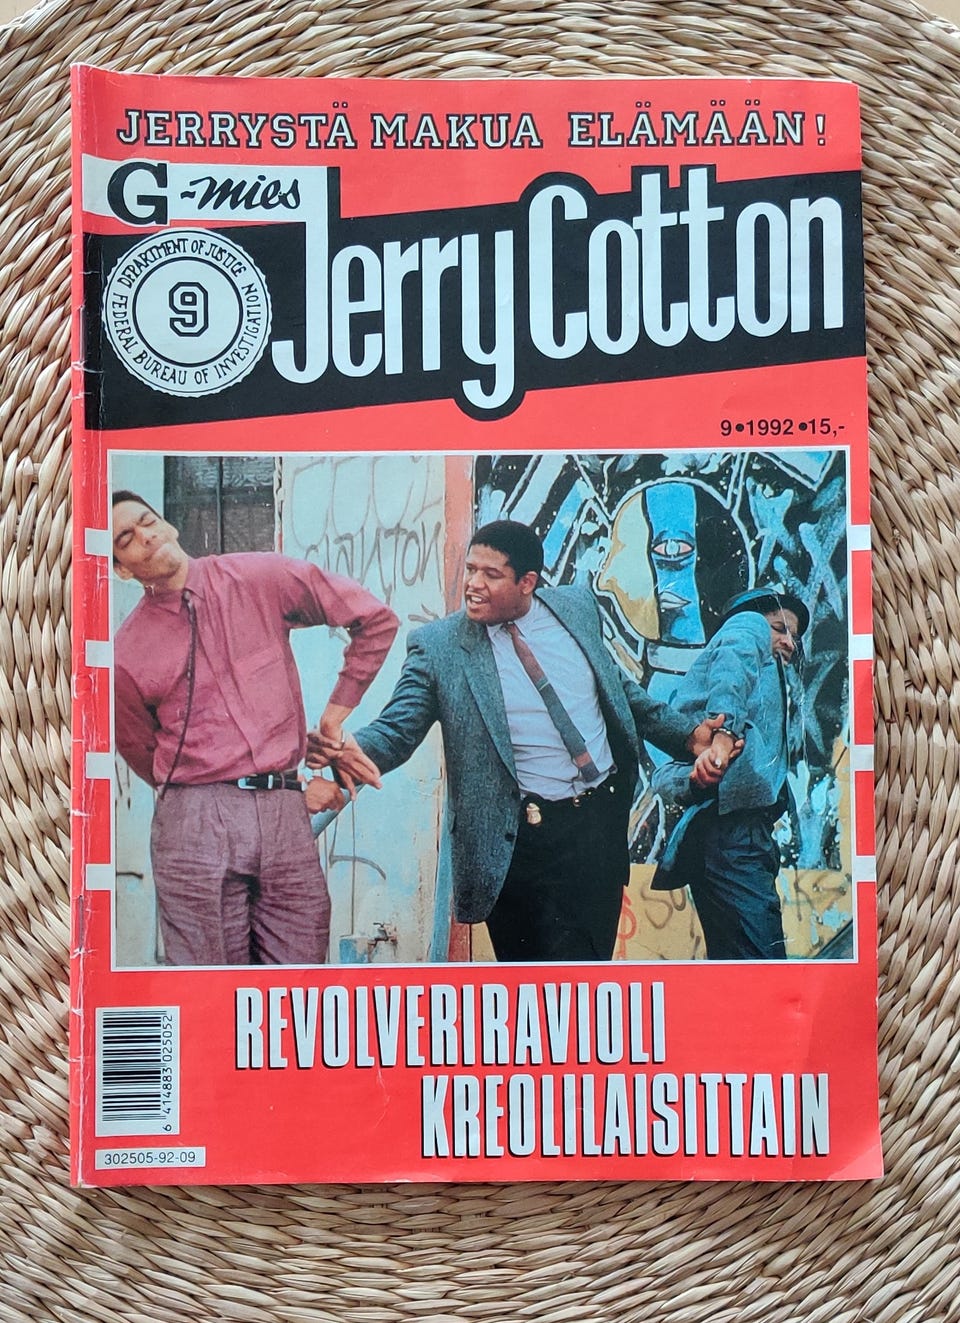 JERRYSTÄ MAKUA ELÄMÄÄN!
G-mies
Jerry Cotton
DEPARTMENT OF JUSTICE
9
FEDERAL BUREAU OF INVESTIGATION
9•1992•15,-
REVOLVERIRAVIOLI
KREOLILAISITTAIN
6 414883 025052
302505-92-09